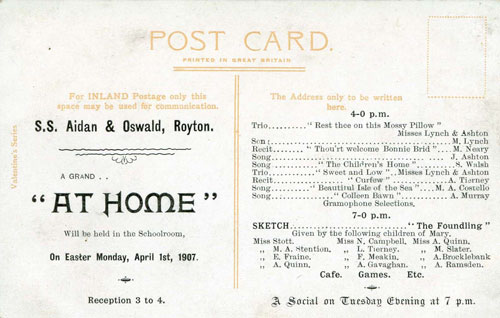 POST CARD.
PRINTED IN GREAT BRITAIN
Valentine's Series
For INLAND Postage only this
space may be used for communication.
S.S. Aidan & Oswald, Royton.
A GRAND ..
"AT HOME"
Will be held in the Schoolroom,
On Easter Monday, April 1st, 1907.
Reception 3 to 4.
The Address only to be written
here.
4-0 p.m.
Trio.......... "Rest thee on this Mossy Pillow"
Misses Lynch & Ashton
Song..........M. Lynch
Recit........"Thou'rt welcome Bonnie Brid"... M. Neary
Song..........J. Ashton
Song.........."The Children's Home"......S. Walsh
Trio.........."Sweet and Low"...Misses Lynch & Ashton
Recit.........."Curfew"..........A. Tierney
Song.........."Beautiful Isle of the Sea"... M. A. Costello
Song.........."Colleen Bawn"..........A. Murray
Gramophone Selections.
7-0 p.m.
SKETCH.........."The Foundling"
Given by the following children of Mary.
Miss Stott. Miss N. Campbell, Miss A. Quinn,
„ M. A. Stention, „ L. Tierney. „ M. Slater.
„ E. Fraine. „ F. Meakin, „ A. Brocklebank
„ A. Quinn, „ A. Gavaghan. „ A. Ramsden.
Cafe. Games. Etc.
A Social on Tuesday Evening at 7 p.m.